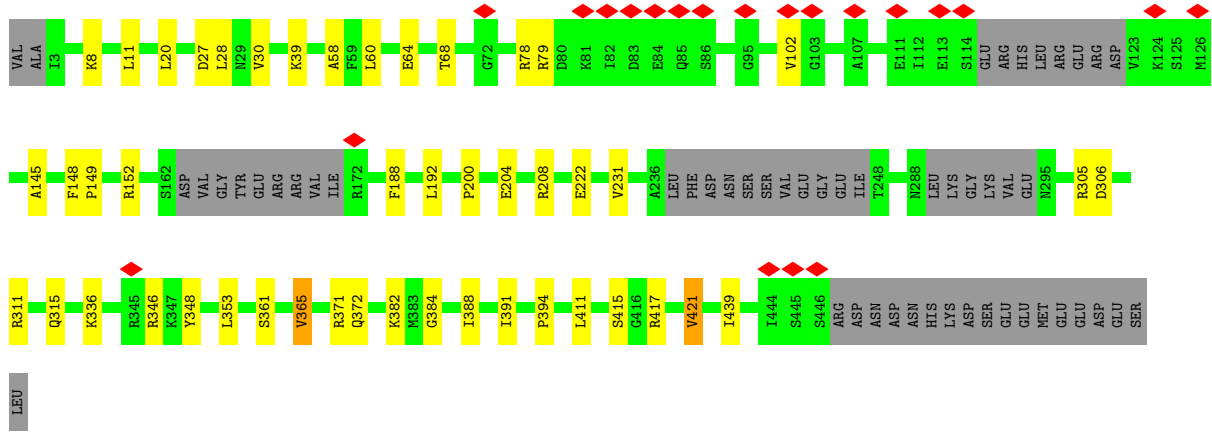 VAL ALA I3 K8 L11 L20 D27 L28 N29 V30 K39 A58 F59 L60 E64 T68 G72 R78 R79 D80 K81 I82 D83 E84 Q85 S86 G95 V102 G103 A107 E111 I112 E113 S114 GLU ARG HIS LEU ARG GLU ARG ASP V123 K124 S125 M126
A145 F148 P149 R152 S162 ASP VAL GLY TYR GLU ARG ARG VAL ILE R172 F188 L192 P200 E204 R208 E222 V231 A236 LEU PHE ASP ASN SER SER VAL GLU GLY GLU ILE T248 N288 LEU LYS GLY LYS VAL GLU N295 R305 D306
R311 Q315 K336 R345 R346 K347 Y348 L353 S361 V365 R371 Q372 K382 M383 G384 I388 I391 P394 L411 S415 G416 R417 V421 I439 I444 S445 S446 ARG ASP ASN ASP ASN HIS LYS ASP SER GLU GLU MET GLU GLU ASP GLU SER
LEU